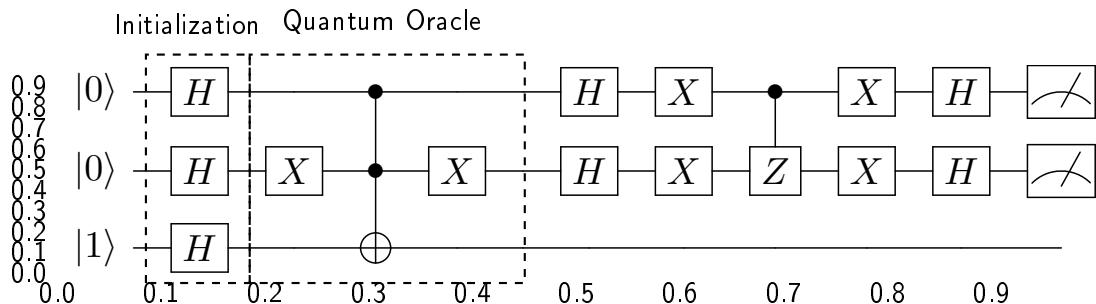 Initialization Quantum Oracle
0.9
0.8
0.7
0.6
0.5
0.4
0.3
0.2
0.1
0.0
|0⟩ H H X X H
|0⟩ H X X H X Z X H
|1⟩ H
0.0 0.1 0.2 0.3 0.4 0.5 0.6 0.7 0.8 0.9